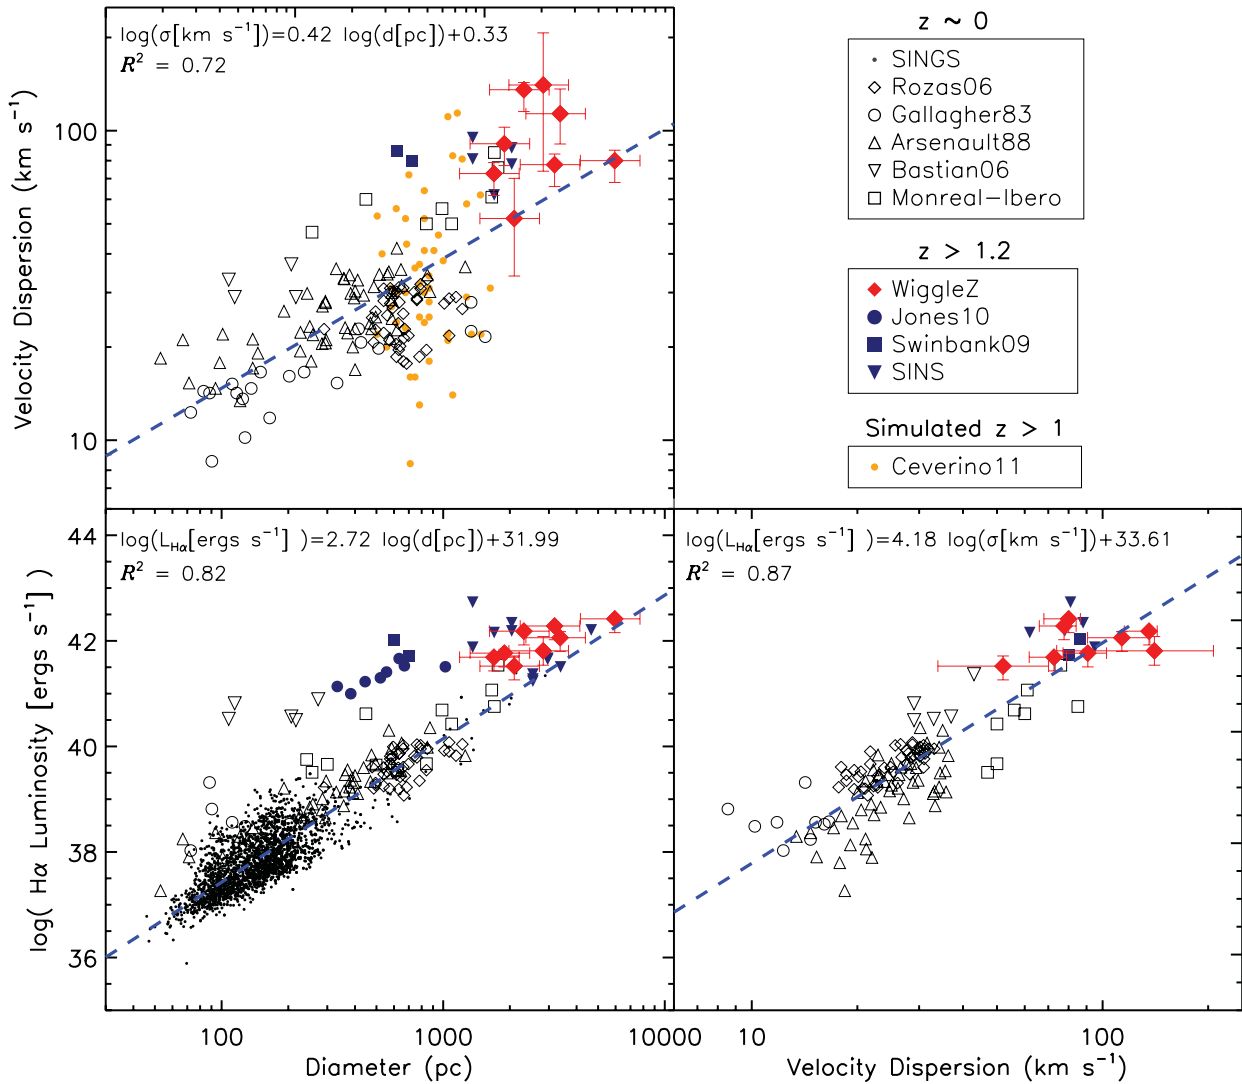 log(σ[km s⁻¹])=0.42 log(d[pc])+0.33
R² = 0.72
Velocity Dispersion (km s⁻¹)
100
10
z ~ 0
SINGS
Rozas06
Gallagher83
Arsenault88
Bastian06
Monreal-Ibero
z > 1.2
WiggleZ
Jones10
Swinbank09
SINS
Simulated z > 1
Ceverino11
log(L_Hα[ergs s⁻¹ )=2.72 log(d[pc])+31.99
R² = 0.82
log( Hα Luminosity [ergs s⁻¹] )
44
42
40
38
36
100
1000
10000
Diameter (pc)
log(L_Hα[ergs s⁻¹ )=4.18 log(σ[km s⁻¹])+33.61
R² = 0.87
10
100
Velocity Dispersion (km s⁻¹)